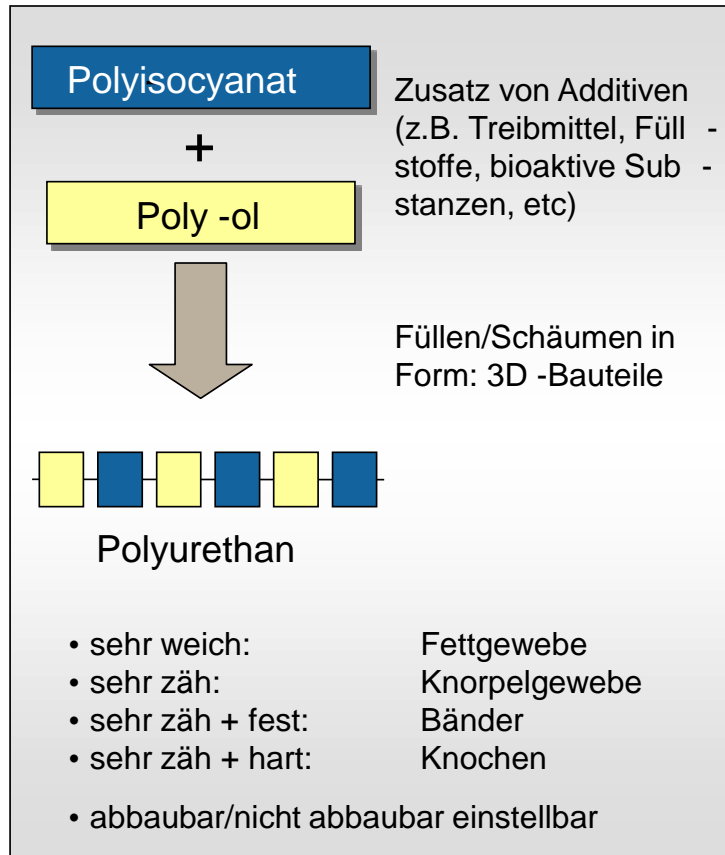 Polyisocyanat
+
Poly -ol
Zusatz von Additiven
(z.B. Treibmittel, Füll -
stoffe, bioaktive Sub -
stanzen, etc)
Füllen/Schäumen in
Form: 3D -Bauteile
Polyurethan
• sehr weich: Fettgewebe
• sehr zäh: Knorpelgewebe
• sehr zäh + fest: Bänder
• sehr zäh + hart: Knochen
• abbaubar/nicht abbaubar einstellbar